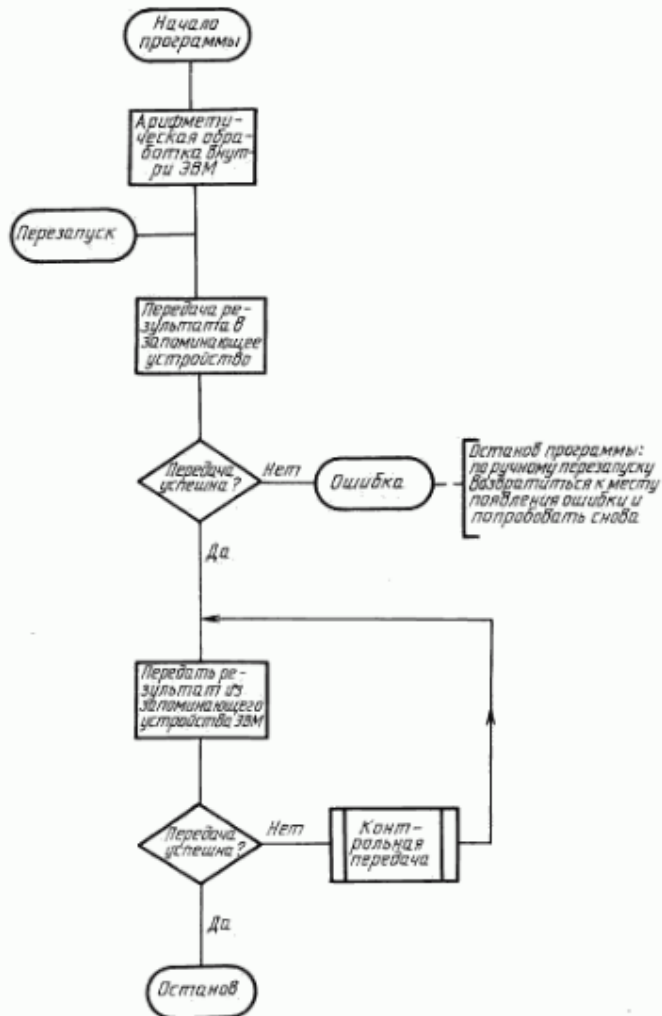 Начало
программы
Арифмети-
ческая обра-
ботка внут-
ри ЭВМ
Перезапуск
Передача ре-
зультата в
запоминающее
устройство
Передача
успешна?
Нет
Ошибка
Останов программы:
по ручному перезапуску
возвратиться к месту
появления ошибки и
попробовать снова
Да
Передать ре-
зультат из
запоминающего
устройства ЭВМ
Передача
успешна?
Нет
Конт-
рольная
передача
Да
Останов